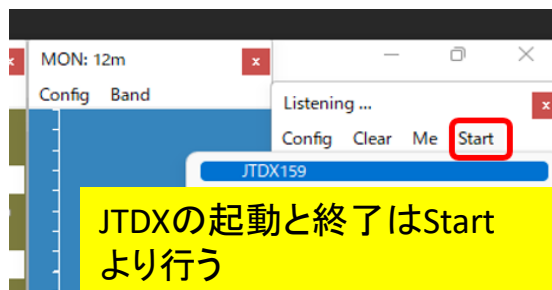 MON: 12m
Config Band
Listening ...
Config Clear Me Start
JTDX159
JTDXの起動と終了はStart
より行う